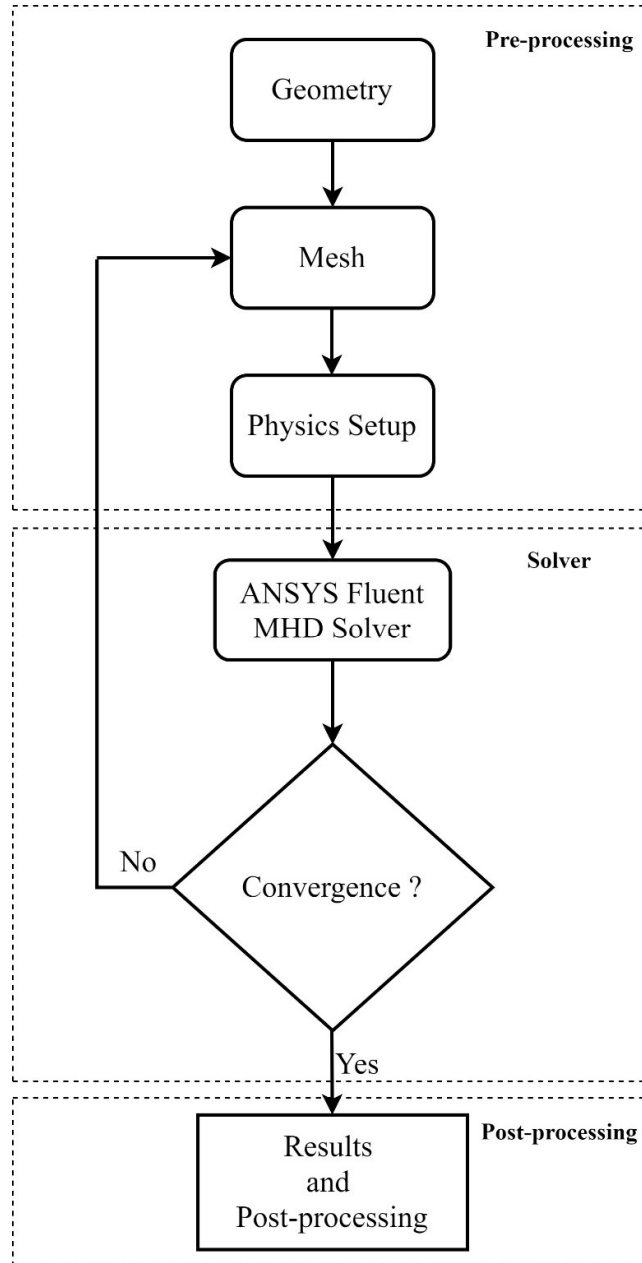 Pre-processing
Geometry
Mesh
Physics Setup
Solver
ANSYS Fluent
MHD Solver
No
Convergence ?
Yes
Post-processing
Results
and
Post-processing